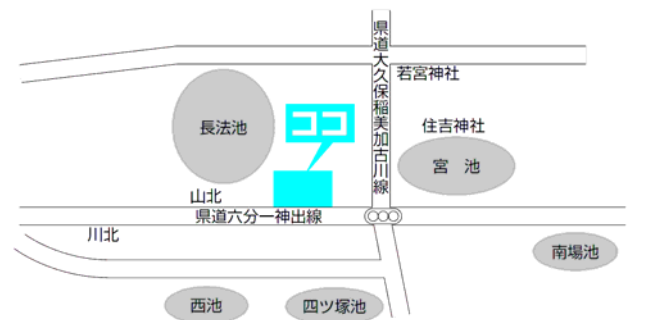 県道大久保稲美加古川線
若宮神社
長法池
ココ
住吉神社
宮 池
山北
県道六分一神出線
川北
南場池
西池
四ツ塚池